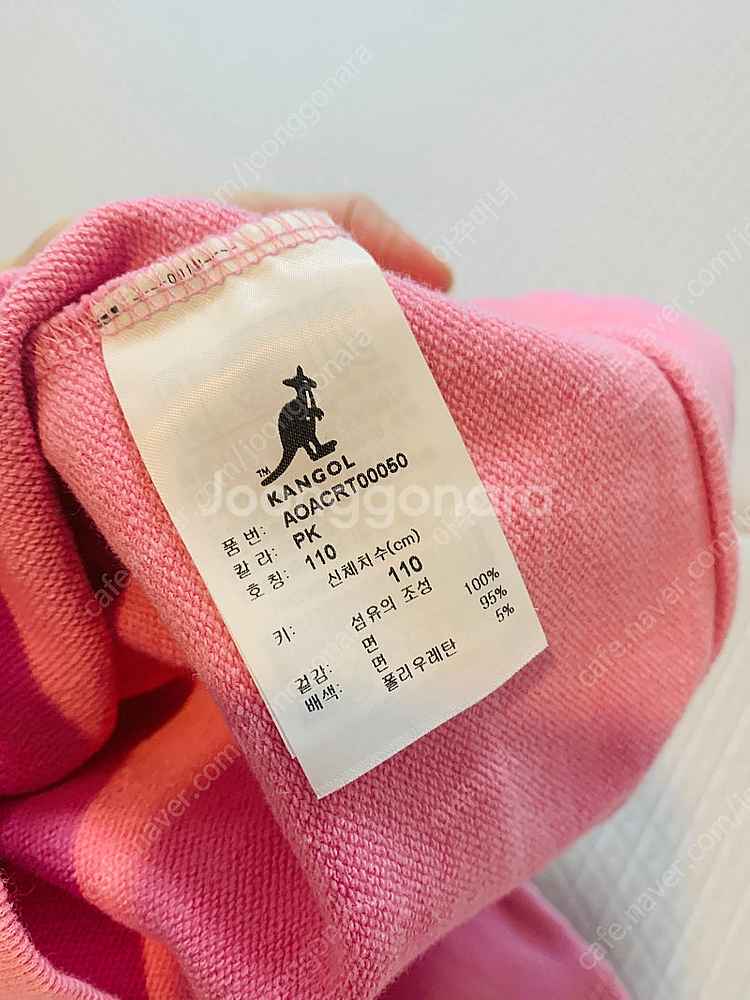 TM
KANGOL
품 번: AOACRT00050
칼 라: PK
호 칭: 110
신체치수(cm)
키: 110
섬유의 조성
겉감: 면 100%
배색: 면 95%
폴리우레탄 5%
Joonggonara
cafe.naver.com/joonggonara